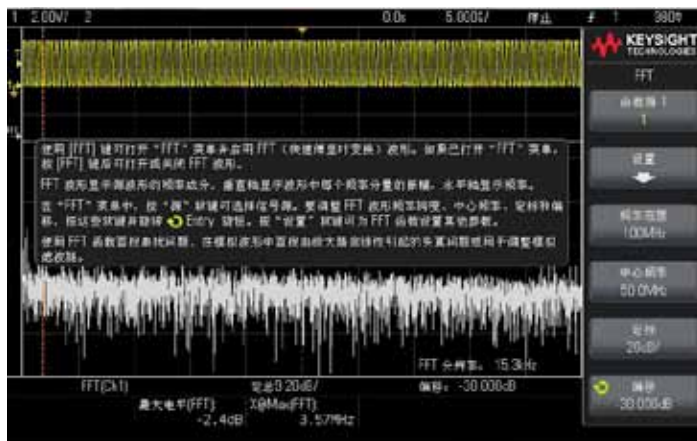 1 2.00V/ 2 0.0s 5.000%/ 停止 1 380%
KEYSIGHT
TECHNOLOGIES
FFT
函数源 1
1
设置
频率范围
100MHz
中心频率
50.0MHz
定标
20dB/
偏移
-30.000dB
使用 [FFT] 键可打开 “FFT” 菜单并启用 FFT (快速傅里叶变换) 波形。如果已打开 “FFT” 菜单,
按 [FFT] 键后可打开或关闭 FFT 波形。
FFT 波形显示源波形的频率成分。垂直轴显示波形中每个频率分量的振幅, 水平轴显示频率。
在 “FFT” 菜单中, 按 “源” 软键可选择信号源。要调整 FFT 波形频率跨度、中心频率、定标和偏
移, 按这些软键并旋转 Entry 旋钮。按 “设置” 软键可为 FFT 函数设置其他参数。
使用 FFT 函数查找串扰问题、在模拟波形中查找由放大器非线性引起的失真问题或用于调整模拟
滤波器。
FFT 分辨率: 15.3kHz
FFT(Ch1) 定标: 20dB/ 偏移: -30.000dB
最大电平(FFT) X@Max(FFT)
-2.4dB 3.57MHz